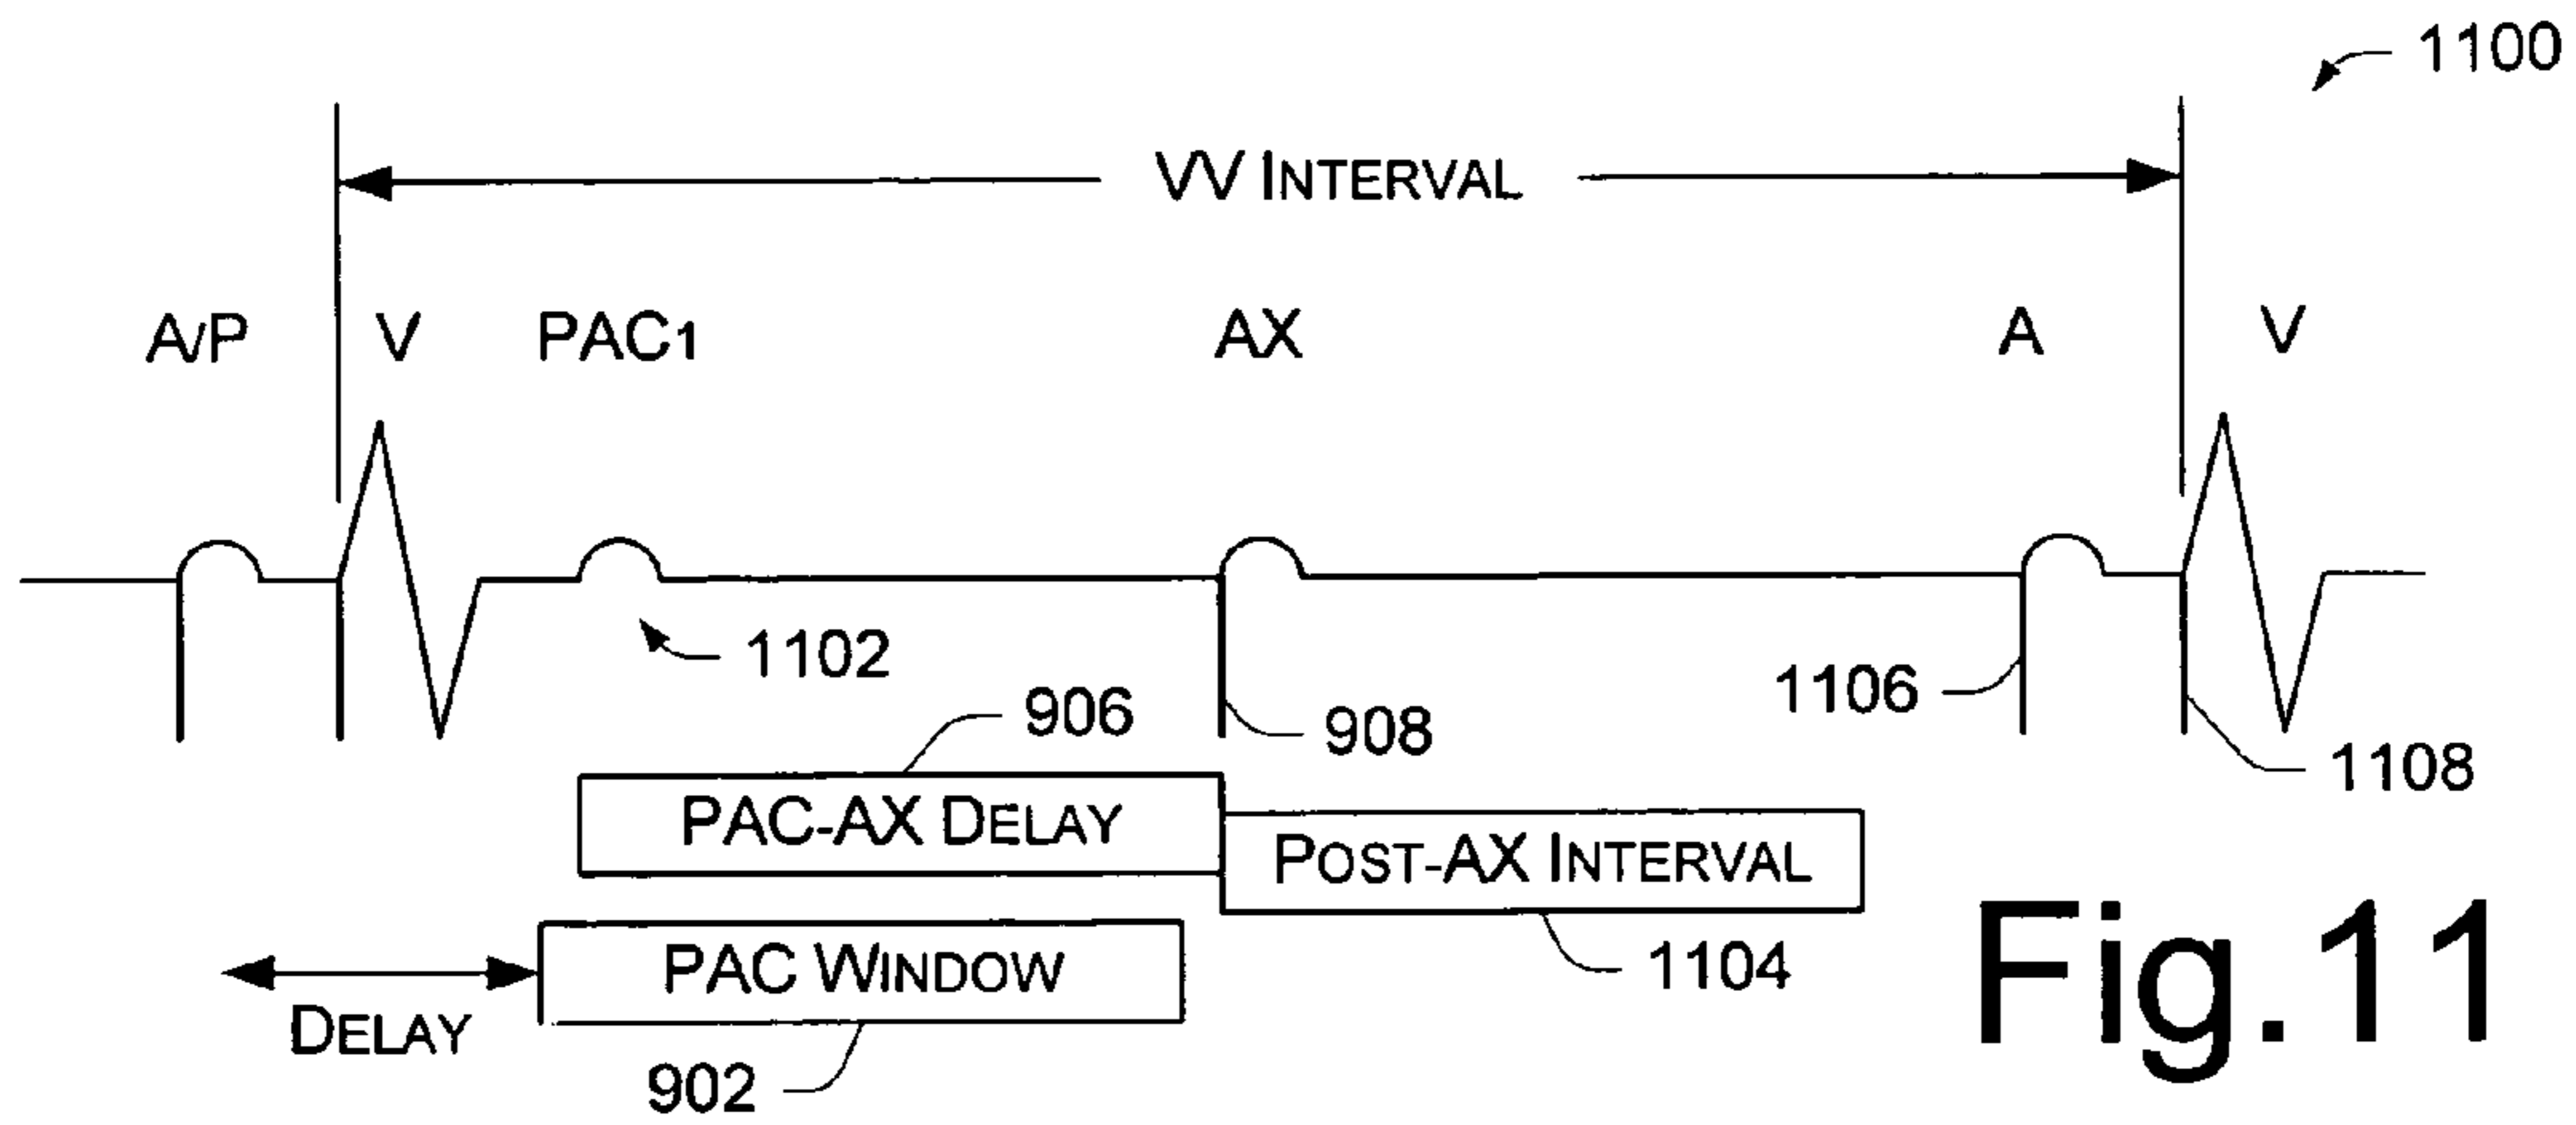 1100
VV INTERVAL
A/P V PAC1 AX A V
1102
1106
906
908
1108
PAC-AX DELAY
POST-AX INTERVAL
PAC WINDOW
1104
DELAY
902
Fig.11